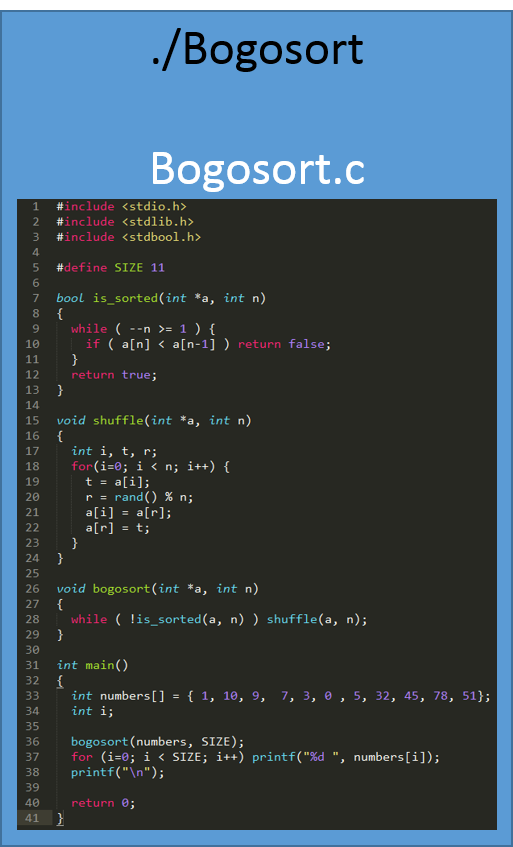 ./Bogosort
Bogosort.c
1 #include <stdio.h>
2 #include <stdlib.h>
3 #include <stdbool.h>
4
5 #define SIZE 11
6
7 bool is_sorted(int *a, int n)
8 {
9   while ( --n >= 1 ) {
10     if ( a[n] < a[n-1] ) return false;
11   }
12   return true;
13 }
14
15 void shuffle(int *a, int n)
16 {
17   int i, t, r;
18   for(i=0; i < n; i++) {
19     t = a[i];
20     r = rand() % n;
21     a[i] = a[r];
22     a[r] = t;
23   }
24 }
25
26 void bogosort(int *a, int n)
27 {
28   while ( !is_sorted(a, n) ) shuffle(a, n);
29 }
30
31 int main()
32 {
33   int numbers[] = { 1, 10, 9,  7, 3, 0 , 5, 32, 45, 78, 51};
34   int i;
35
36   bogosort(numbers, SIZE);
37   for (i=0; i < SIZE; i++) printf("%d ", numbers[i]);
38   printf("\n");
39
40   return 0;
41 }